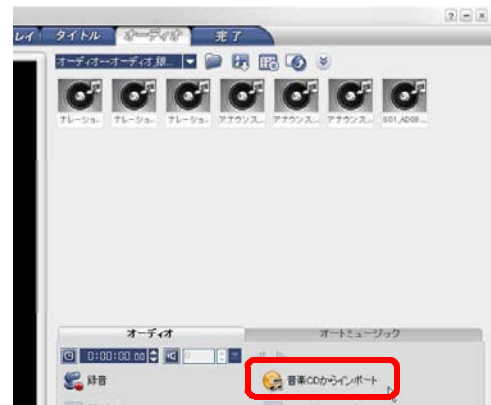 レイ タイトル オーディオ 完了
オーディオ--オーディオ録...
ナレーショ... ナレーショ... ナレーショ... アナウンス... アナウンス... アナウンス... S01_AD09...
オーディオ オートミュージック
0:00:00.00 0
録音 音楽CDからインポート